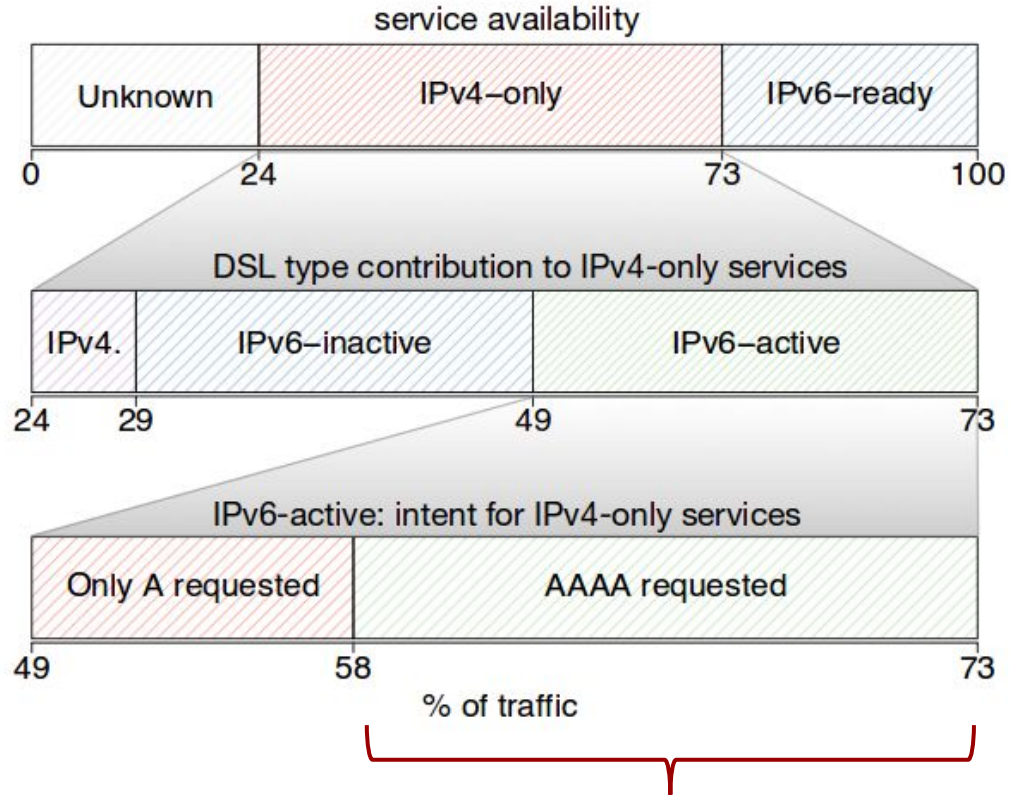 service availability
Unknown IPv4–only IPv6–ready
0 24 73 100
DSL type contribution to IPv4-only services
IPv4. IPv6–inactive IPv6–active
24 29 49 73
IPv6-active: intent for IPv4-only services
Only A requested AAAA requested
49 58 73
% of traffic